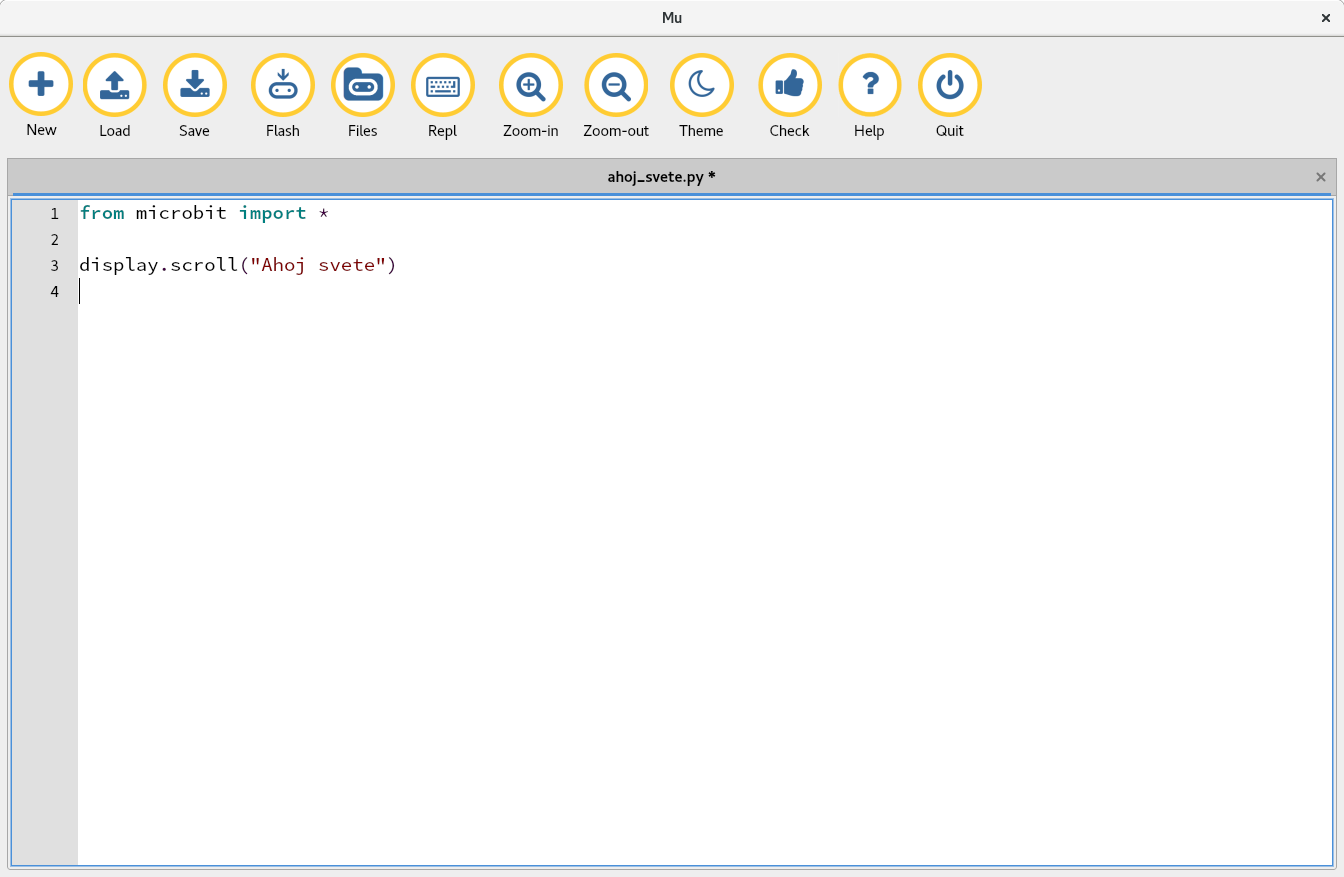 Mu
New Load Save Flash Files Repl Zoom-in Zoom-out Theme Check Help Quit
ahoj_svete.py *
1 from microbit import *
2
3 display.scroll("Ahoj svete")
4